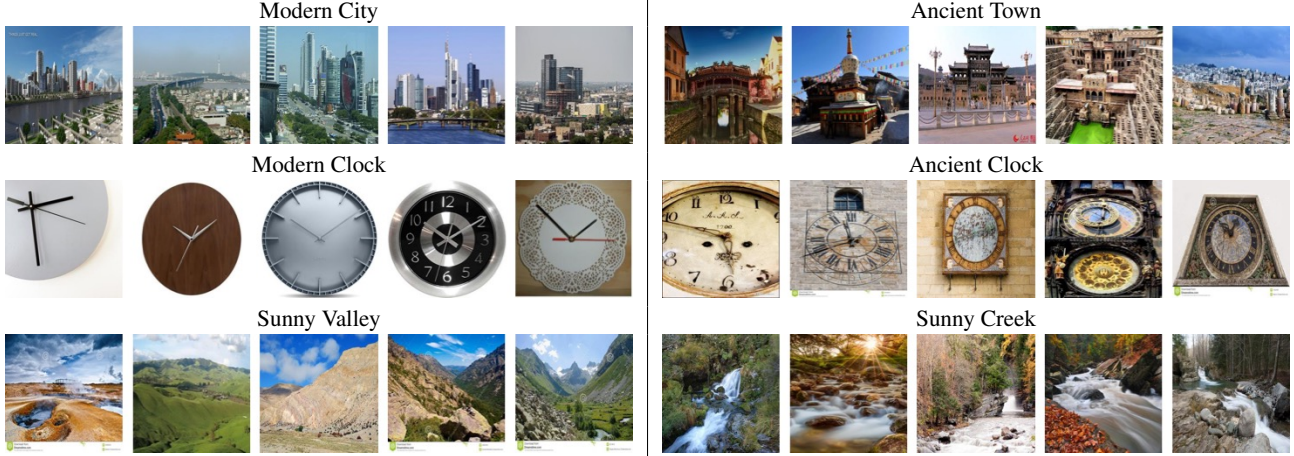 Modern City
Ancient Town
Modern Clock
Ancient Clock
Sunny Valley
Sunny Creek